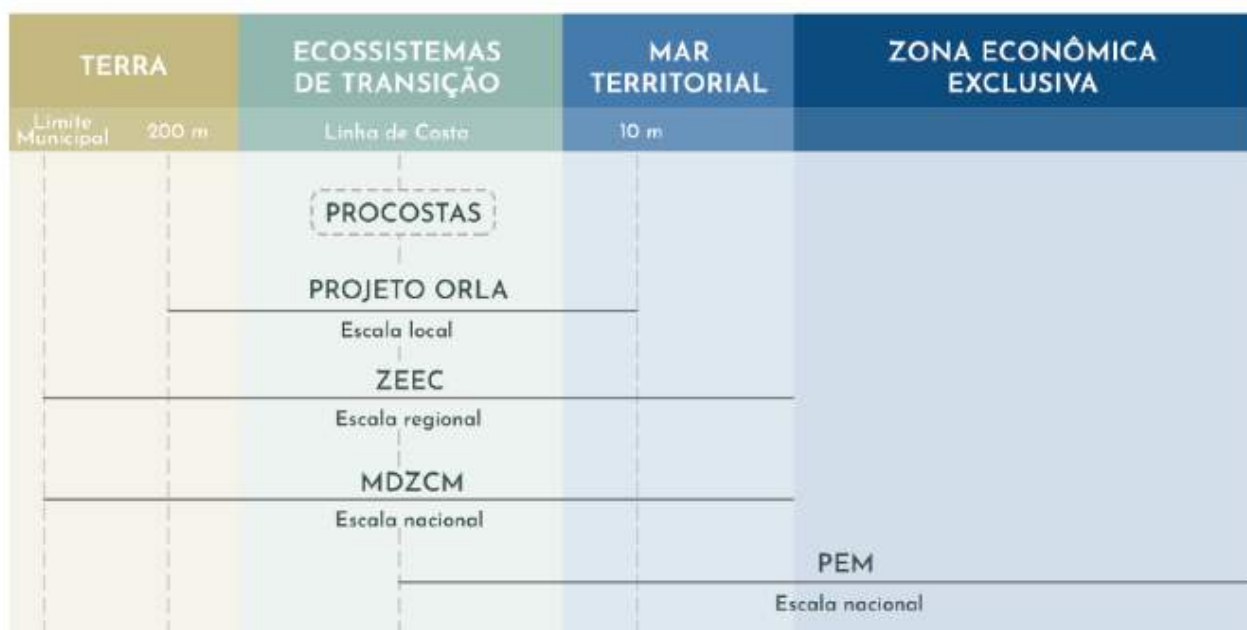 TERRA
ECOSSISTEMAS
DE TRANSIÇÃO
MAR
TERRITORIAL
ZONA ECONÔMICA
EXCLUSIVA
Limite
Municipal
200 m
Linha de Costa
10 m
PROCOSTAS
PROJETO ORLA
Escala local
ZEEC
Escala regional
MDZCM
Escala nacional
PEM
Escala nacional